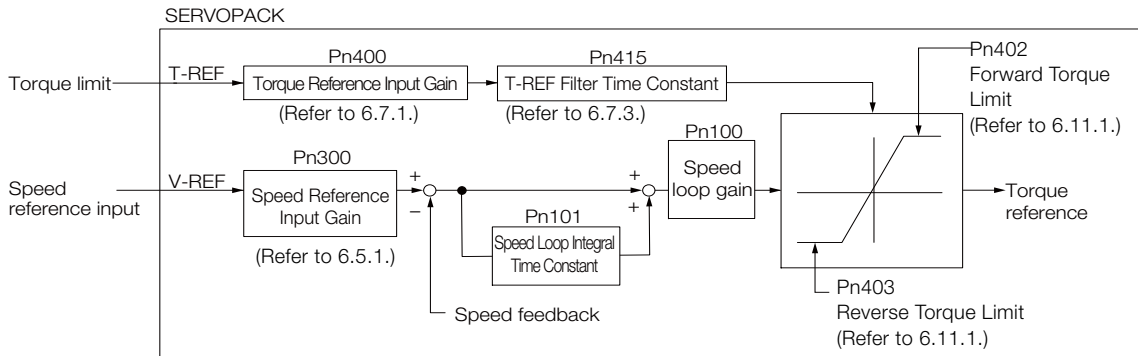 SERVOPACK
Torque limit
T-REF
Pn400
Torque Reference Input Gain
(Refer to 6.7.1.)
Pn415
T-REF Filter Time Constant
(Refer to 6.7.3.)
Pn402
Forward Torque
Limit
(Refer to 6.11.1.)
Speed
reference input
V-REF
Pn300
Speed Reference
Input Gain
(Refer to 6.5.1.)
+
−
Pn101
Speed Loop Integral
Time Constant
+
+
Pn100
Speed
loop gain
Torque
reference
Speed feedback
Pn403
Reverse Torque Limit
(Refer to 6.11.1.)